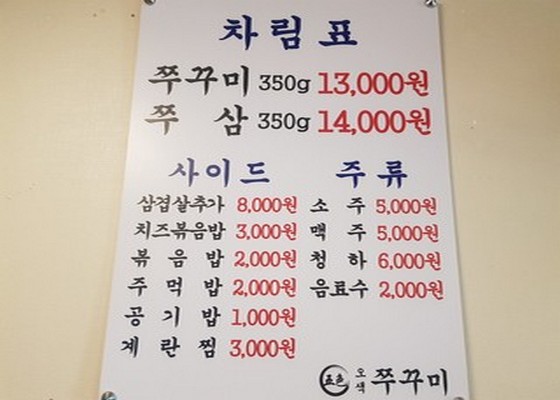 차림표
쭈꾸미 350g 13,000원
쭈 삼 350g 14,000원
사이드
삼겹살추가 8,000원
치즈볶음밥 3,000원
볶음밥 2,000원
주먹밥 2,000원
공기밥 1,000원
계란찜 3,000원
주류
소주 5,000원
맥주 5,000원
청하 6,000원
음료수 2,000원
五色 오색 쭈꾸미